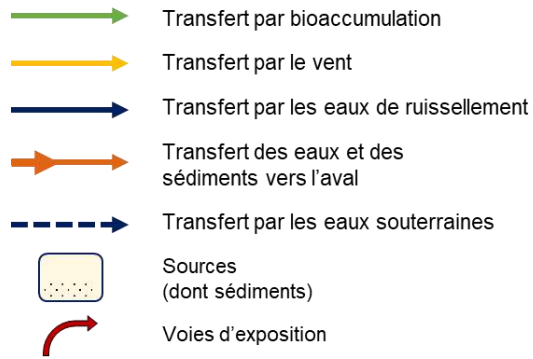 Transfert par bioaccumulation
Transfert par le vent
Transfert par les eaux de ruissellement
Transfert des eaux et des
sédiments vers l'aval
Transfert par les eaux souterraines
Sources
(dont sédiments)
Voies d'exposition